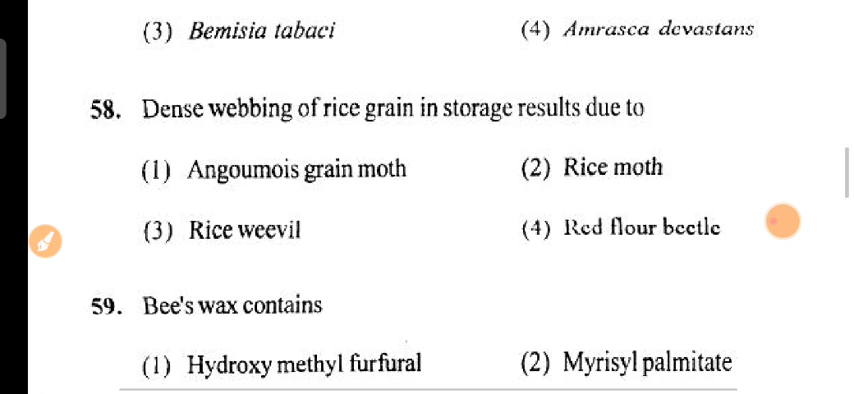 (3) Bemisia tabaci (4) Amrasca devastans
58. Dense webbing of rice grain in storage results due to
(1) Angoumois grain moth (2) Rice moth
(3) Rice weevil (4) Red flour beetle
59. Bee's wax contains
(1) Hydroxy methyl furfural (2) Myrisyl palmitate